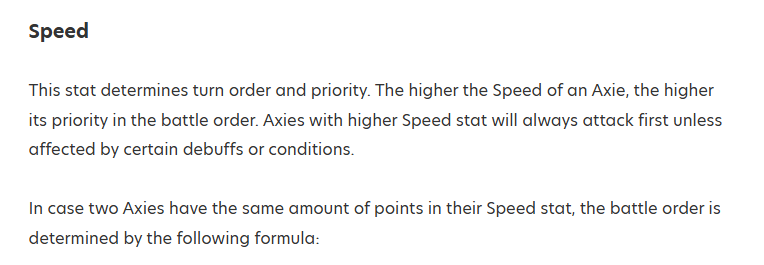 Speed
This stat determines turn order and priority. The higher the Speed of an Axie, the higher
its priority in the battle order. Axies with higher Speed stat will always attack first unless
affected by certain debuffs or conditions.
In case two Axies have the same amount of points in their Speed stat, the battle order is
determined by the following formula: